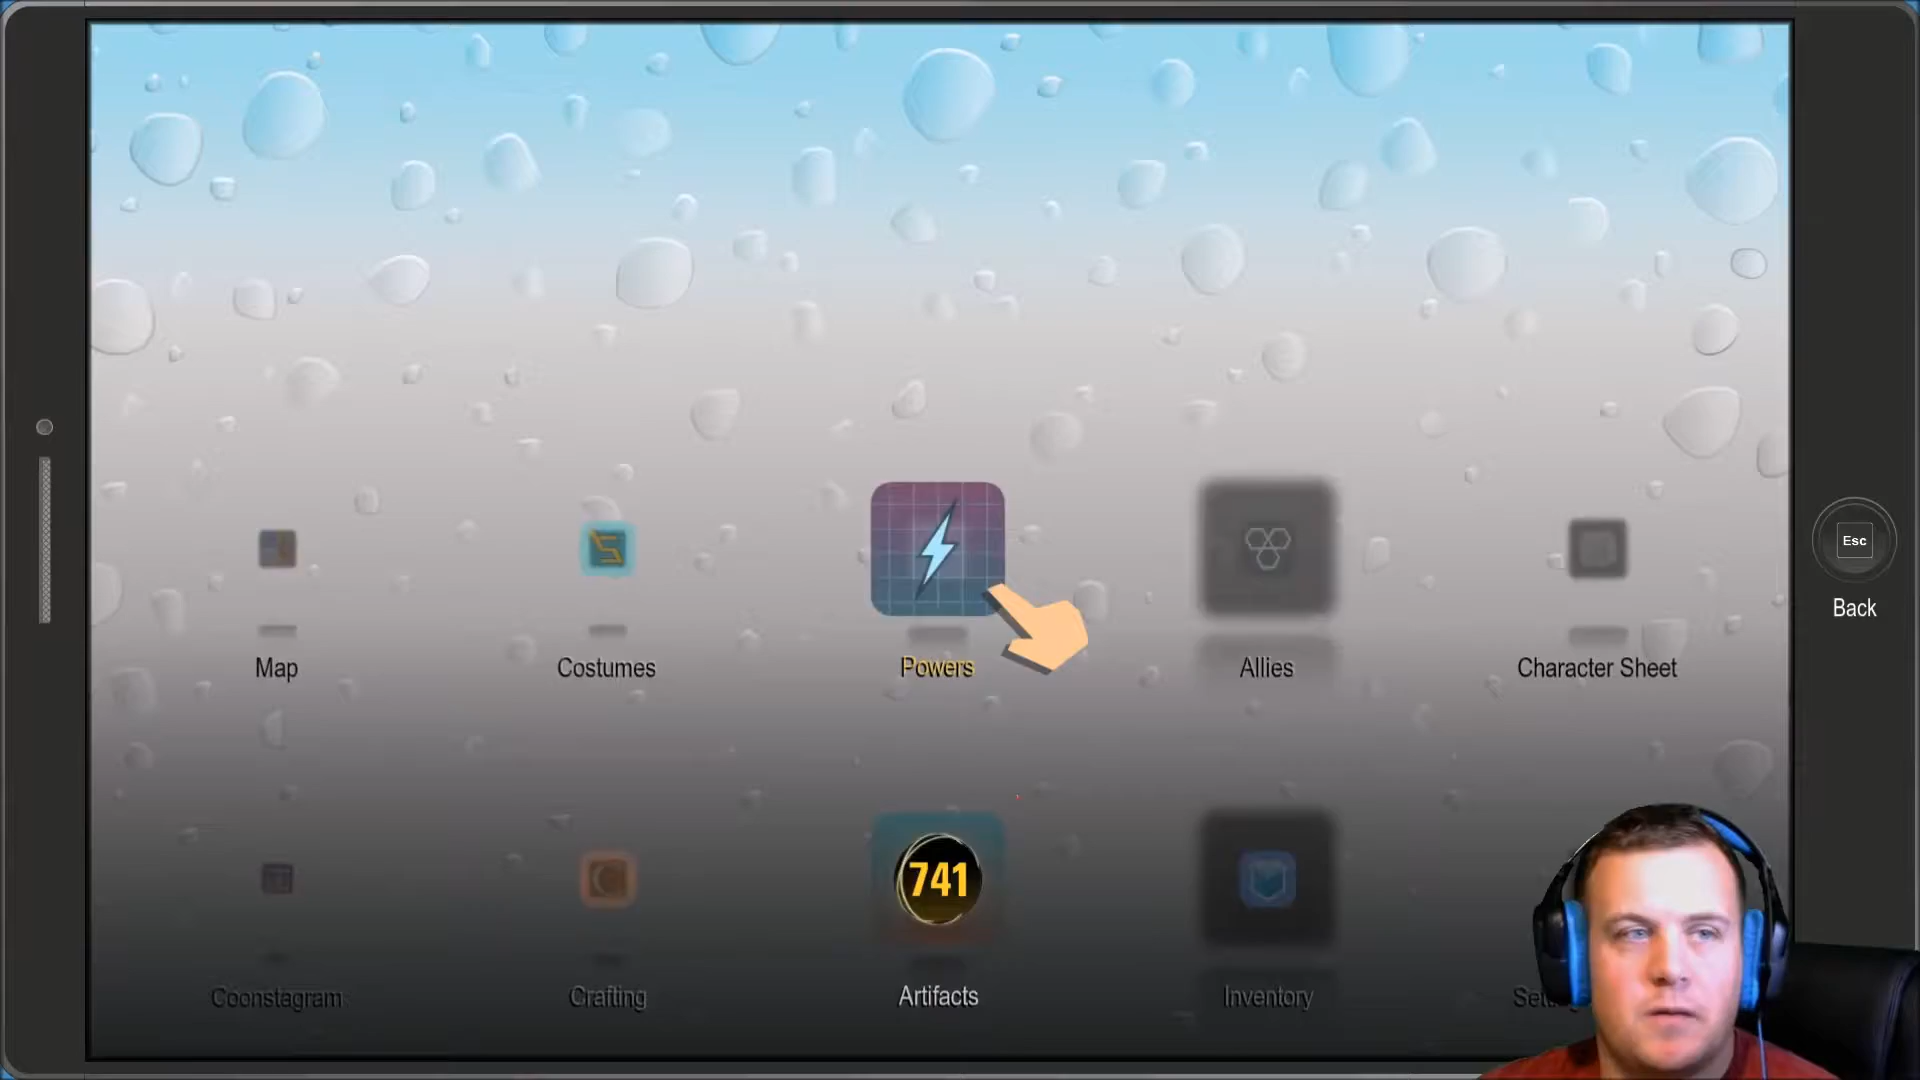 Esc
Back
Map
Costumes
Powers
Allies
Character Sheet
741
Coonstagram
Crafting
Artifacts
Inventory